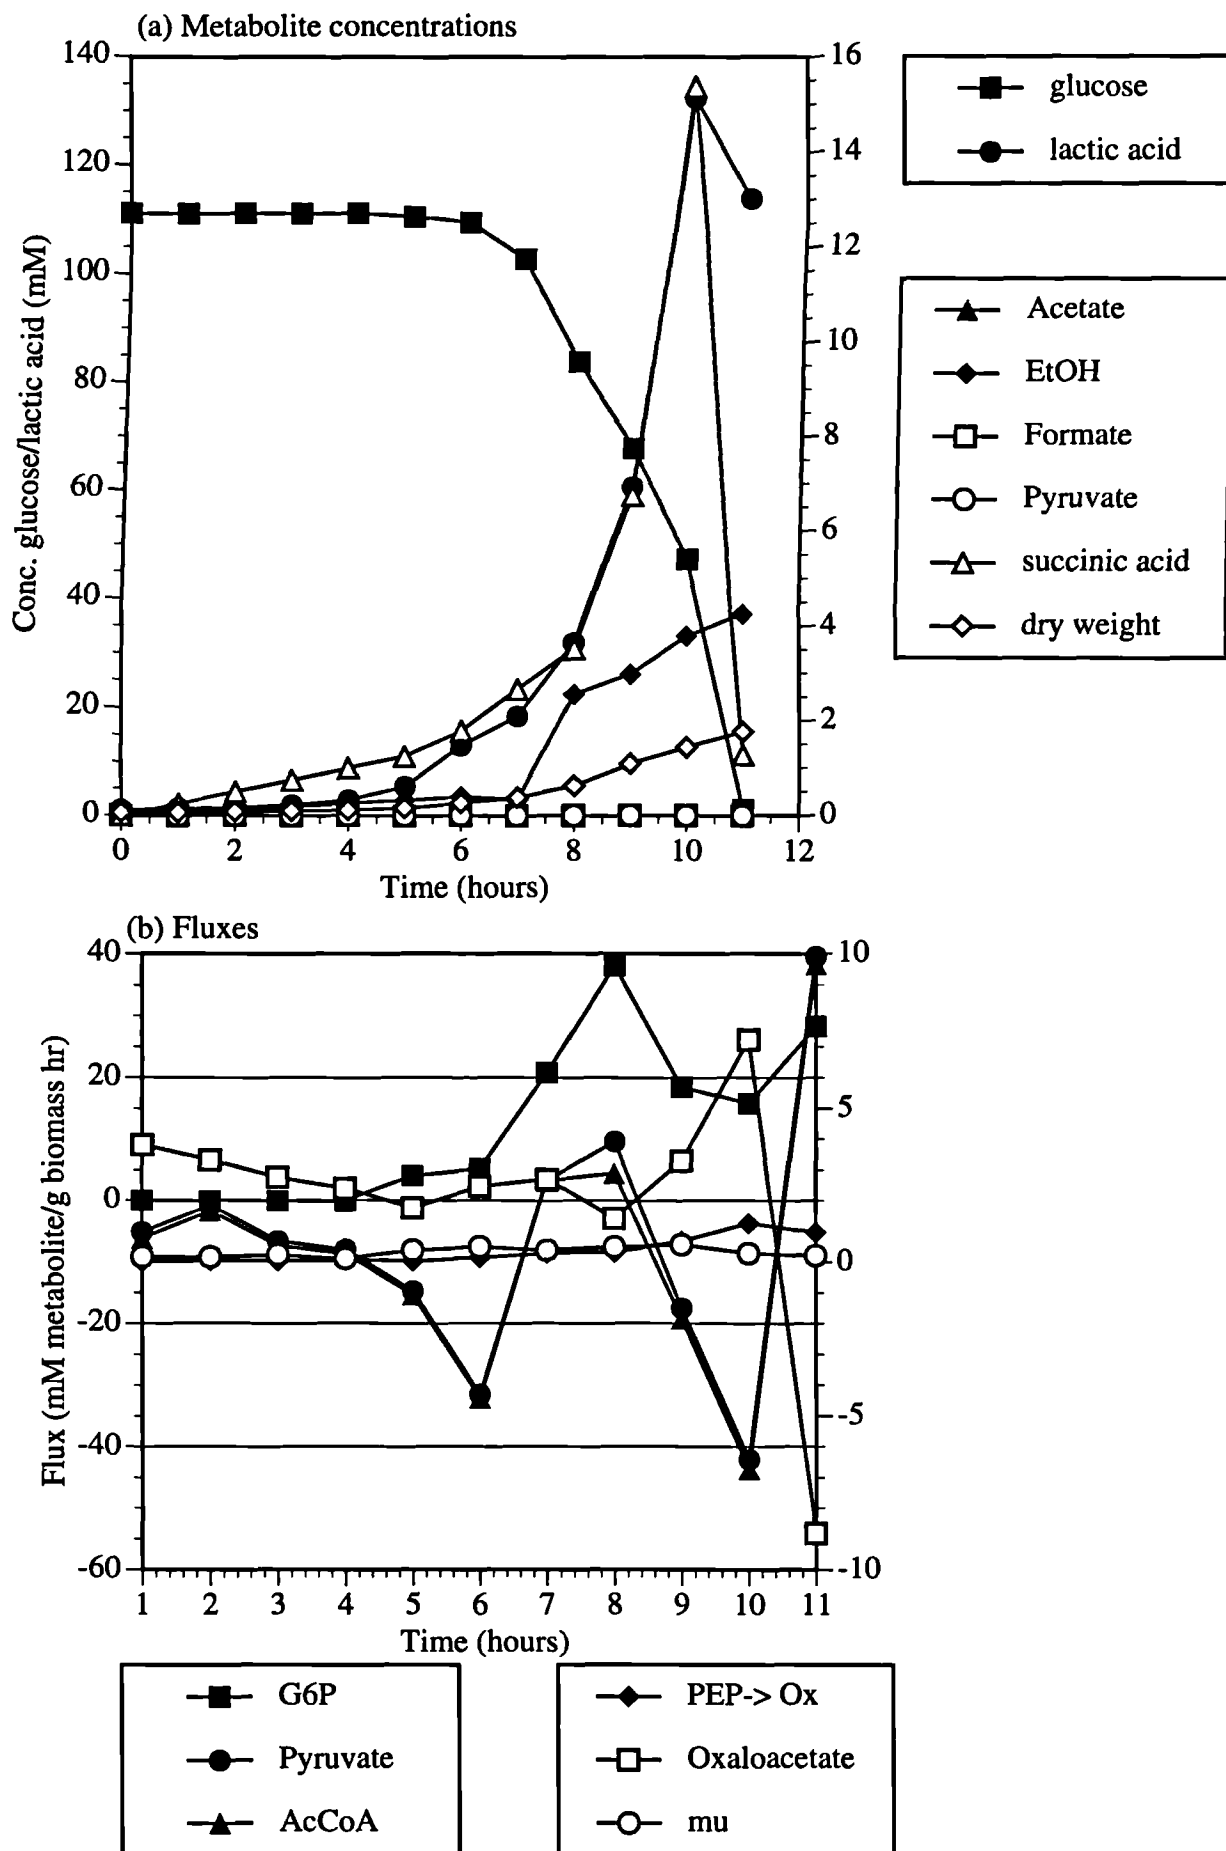 (a) Metabolite concentrations
140
120
100
80
60
40
20
0
Conc. glucose/lactic acid (mM)
16
14
12
10
8
6
4
2
0
0 2 4 6 8 10 12
Time (hours)
glucose
lactic acid
Acetate
EtOH
Formate
Pyruvate
succinic acid
dry weight
(b) Fluxes
40
20
0
-20
-40
-60
Flux (mM metabolite/g biomass hr)
10
5
0
-5
-10
1 2 3 4 5 6 7 8 9 10 11
Time (hours)
G6P
Pyruvate
AcCoA
PEP-> Ox
Oxaloacetate
mu